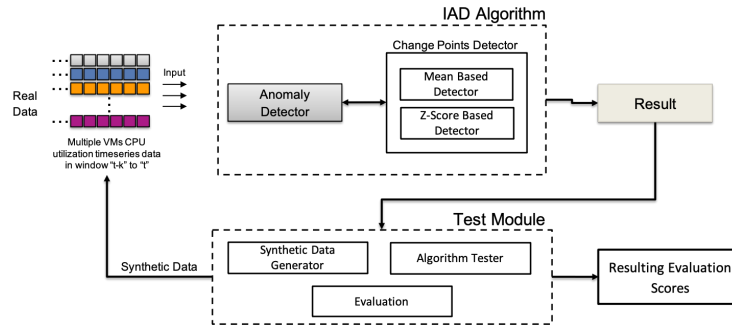 IAD Algorithm
Change Points Detector
Input
Real
Data
Anomaly
Detector
Mean Based
Detector
Z-Score Based
Detector
Result
Multiple VMs CPU
utilization timeseries data
in window "t-k" to "t"
Test Module
Synthetic Data
Synthetic Data
Generator
Algorithm Tester
Evaluation
Resulting Evaluation
Scores